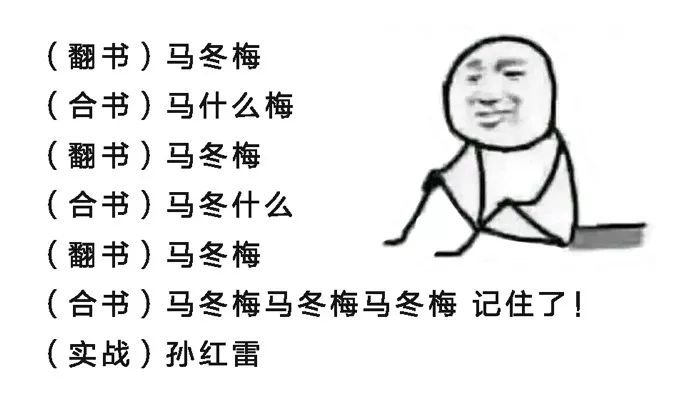 （翻书）马冬梅
（合书）马什么梅
（翻书）马冬梅
（合书）马冬什么
（翻书）马冬梅
（合书）马冬梅马冬梅马冬梅 记住了！
（实战）孙红雷